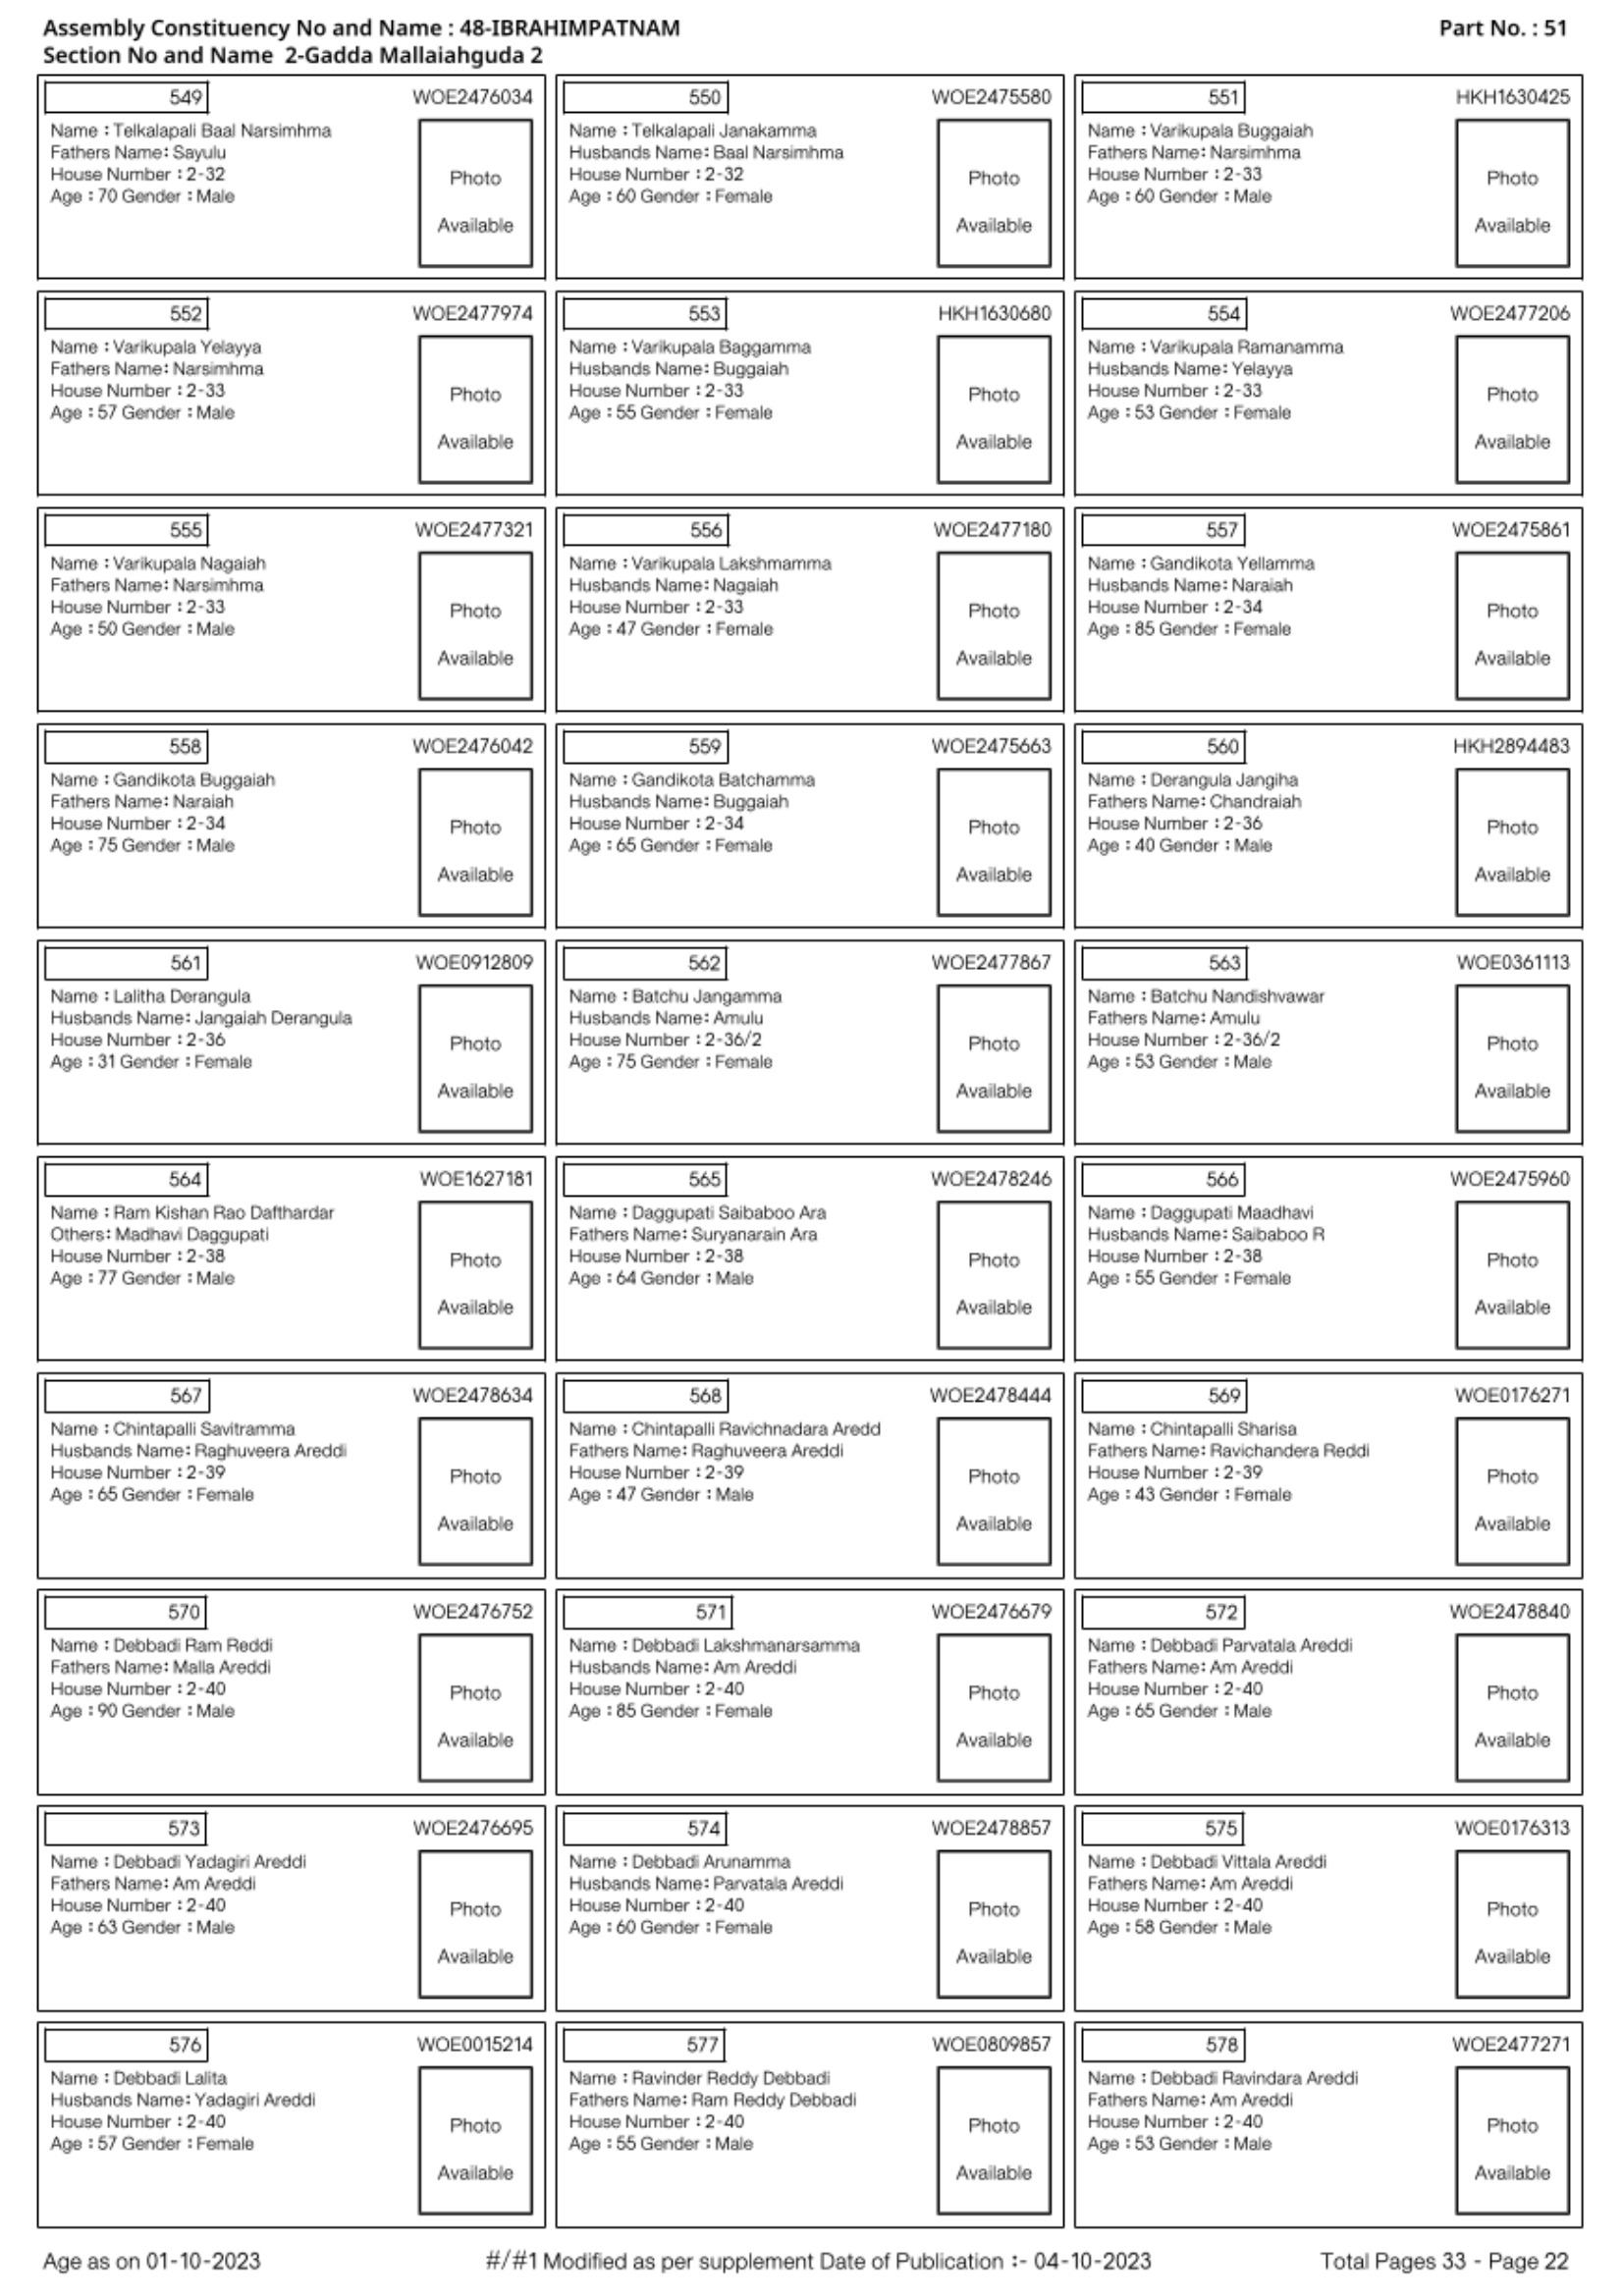 Assembly Constituency No and Name : 48-IBRAHIMPATNAM Part No. : 51
Section No and Name 2-Gadda Mallaiahguda 2
549 WOE2476034
Name : Telkalapali Baal Narsimhma
Fathers Name: Sayulu
House Number : 2-32
Age : 70 Gender : Male
Photo
Available
550 WOE2475580
Name : Telkalapali Janakamma
Husbands Name: Baal Narsimhma
House Number : 2-32
Age : 60 Gender : Female
Photo
Available
551 HKH1630425
Name : Varikupala Buggaiah
Fathers Name: Narsimhma
House Number : 2-33
Age : 60 Gender : Male
Photo
Available
552 WOE2477974
Name : Varikupala Yelayya
Fathers Name: Narsimhma
House Number : 2-33
Age : 57 Gender : Male
Photo
Available
553 HKH1630680
Name : Varikupala Baggamma
Husbands Name: Buggaiah
House Number : 2-33
Age : 55 Gender : Female
Photo
Available
554 WOE2477206
Name : Varikupala Ramanamma
Husbands Name: Yelayya
House Number : 2-33
Age : 53 Gender : Female
Photo
Available
555 WOE2477321
Name : Varikupala Nagaiah
Fathers Name: Narsimhma
House Number : 2-33
Age : 50 Gender : Male
Photo
Available
556 WOE2477180
Name : Varikupala Lakshmamma
Husbands Name: Nagaiah
House Number : 2-33
Age : 47 Gender : Female
Photo
Available
557 WOE2475861
Name : Gandikota Yellamma
Husbands Name: Naraiah
House Number : 2-34
Age : 85 Gender : Female
Photo
Available
558 WOE2476042
Name : Gandikota Buggaiah
Fathers Name: Naraiah
House Number : 2-34
Age : 75 Gender : Male
Photo
Available
559 WOE2475663
Name : Gandikota Batchamma
Husbands Name: Buggaiah
House Number : 2-34
Age : 65 Gender : Female
Photo
Available
560 HKH2894483
Name : Derangula Jangiha
Fathers Name: Chandraiah
House Number : 2-36
Age : 40 Gender : Male
Photo
Available
561 WOE0912809
Name : Lalitha Derangula
Husbands Name: Jangaiah Derangula
House Number : 2-36
Age : 31 Gender : Female
Photo
Available
562 WOE2477867
Name : Batchu Jangamma
Husbands Name: Amulu
House Number : 2-36/2
Age : 75 Gender : Female
Photo
Available
563 WOE0361113
Name : Batchu Nandishvawar
Fathers Name: Amulu
House Number : 2-36/2
Age : 53 Gender : Male
Photo
Available
564 WOE1627181
Name : Ram Kishan Rao Dafthardar
Others: Madhavi Daggupati
House Number : 2-38
Age : 77 Gender : Male
Photo
Available
565 WOE2478246
Name : Daggupati Saibaboo Ara
Fathers Name: Suryanarain Ara
House Number : 2-38
Age : 64 Gender : Male
Photo
Available
566 WOE2475960
Name : Daggupati Maadhavi
Husbands Name: Saibaboo R
House Number : 2-38
Age : 55 Gender : Female
Photo
Available
567 WOE2478634
Name : Chintapalli Savitramma
Husbands Name: Raghuveera Areddi
House Number : 2-39
Age : 65 Gender : Female
Photo
Available
568 WOE2478444
Name : Chintapalli Ravichnadara Aredd
Fathers Name: Raghuveera Areddi
House Number : 2-39
Age : 47 Gender : Male
Photo
Available
569 WOE0176271
Name : Chintapalli Sharisa
Fathers Name: Ravichandera Reddi
House Number : 2-39
Age : 43 Gender : Female
Photo
Available
570 WOE2476752
Name : Debbadi Ram Reddi
Fathers Name: Malla Areddi
House Number : 2-40
Age : 90 Gender : Male
Photo
Available
571 WOE2476679
Name : Debbadi Lakshmanarsamma
Husbands Name: Am Areddi
House Number : 2-40
Age : 85 Gender : Female
Photo
Available
572 WOE2478840
Name : Debbadi Parvatala Areddi
Fathers Name: Am Areddi
House Number : 2-40
Age : 65 Gender : Male
Photo
Available
573 WOE2476695
Name : Debbadi Yadagiri Areddi
Fathers Name: Am Areddi
House Number : 2-40
Age : 63 Gender : Male
Photo
Available
574 WOE2478857
Name : Debbadi Arunamma
Husbands Name: Parvatala Areddi
House Number : 2-40
Age : 60 Gender : Female
Photo
Available
575 WOE0176313
Name : Debbadi Vittala Areddi
Fathers Name: Am Areddi
House Number : 2-40
Age : 58 Gender : Male
Photo
Available
576 WOE0015214
Name : Debbadi Lalita
Husbands Name: Yadagiri Areddi
House Number : 2-40
Age : 57 Gender : Female
Photo
Available
577 WOE0809857
Name : Ravinder Reddy Debbadi
Fathers Name: Ram Reddy Debbadi
House Number : 2-40
Age : 55 Gender : Male
Photo
Available
578 WOE2477271
Name : Debbadi Ravindara Areddi
Fathers Name: Am Areddi
House Number : 2-40
Age : 53 Gender : Male
Photo
Available
Age as on 01-10-2023 #/#1 Modified as per supplement Date of Publication :- 04-10-2023 Total Pages 33 - Page 22